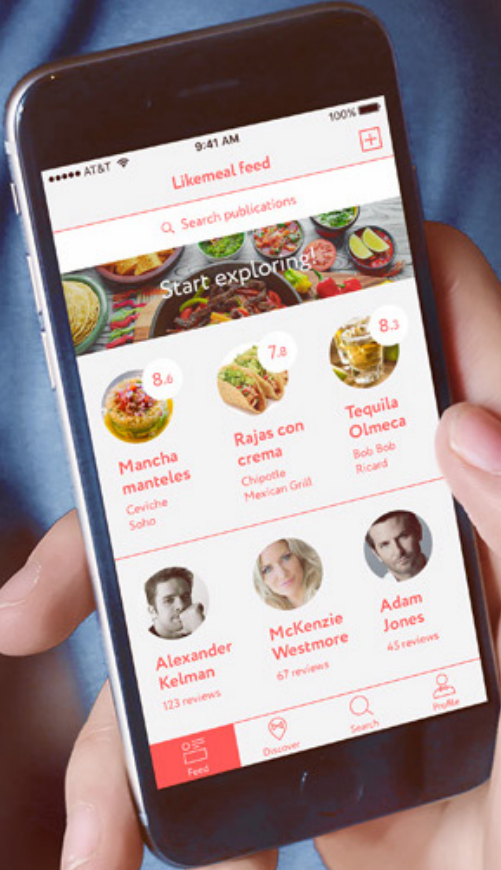 AT&T
9:41 AM
100%
Likemeal feed
Search publications
Start exploring!
8.6
7.8
8.3
Mancha
manteles
Ceviche
Soho
Rajas con
crema
Chipotle
Mexican Grill
Tequila
Olmeca
Bob Bob
Ricard
Alexander
Kelman
123 reviews
McKenzie
Westmore
67 reviews
Adam
Jones
45 reviews
Feed
Discover
Search
Profile